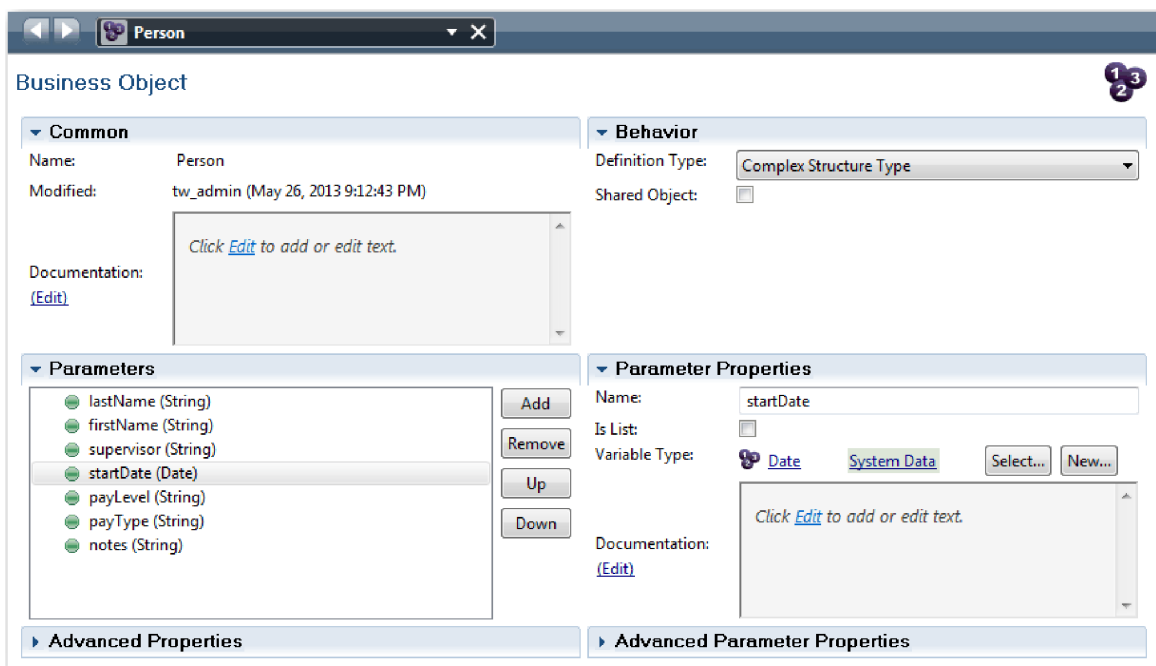 Person
Business Object
1 3
2
Common
Name: Person
Modified: tw_admin (May 26, 2013 9:12:43 PM)
Click Edit to add or edit text.
Documentation:
(Edit)
Behavior
Definition Type: Complex Structure Type
Shared Object:
Parameters
lastName (String)
firstName (String)
supervisor (String)
startDate (Date)
payLevel (String)
payType (String)
notes (String)
Add
Remove
Up
Down
Parameter Properties
Name: startDate
Is List:
Variable Type: Date System Data Select... New...
Click Edit to add or edit text.
Documentation:
(Edit)
Advanced Properties
Advanced Parameter Properties